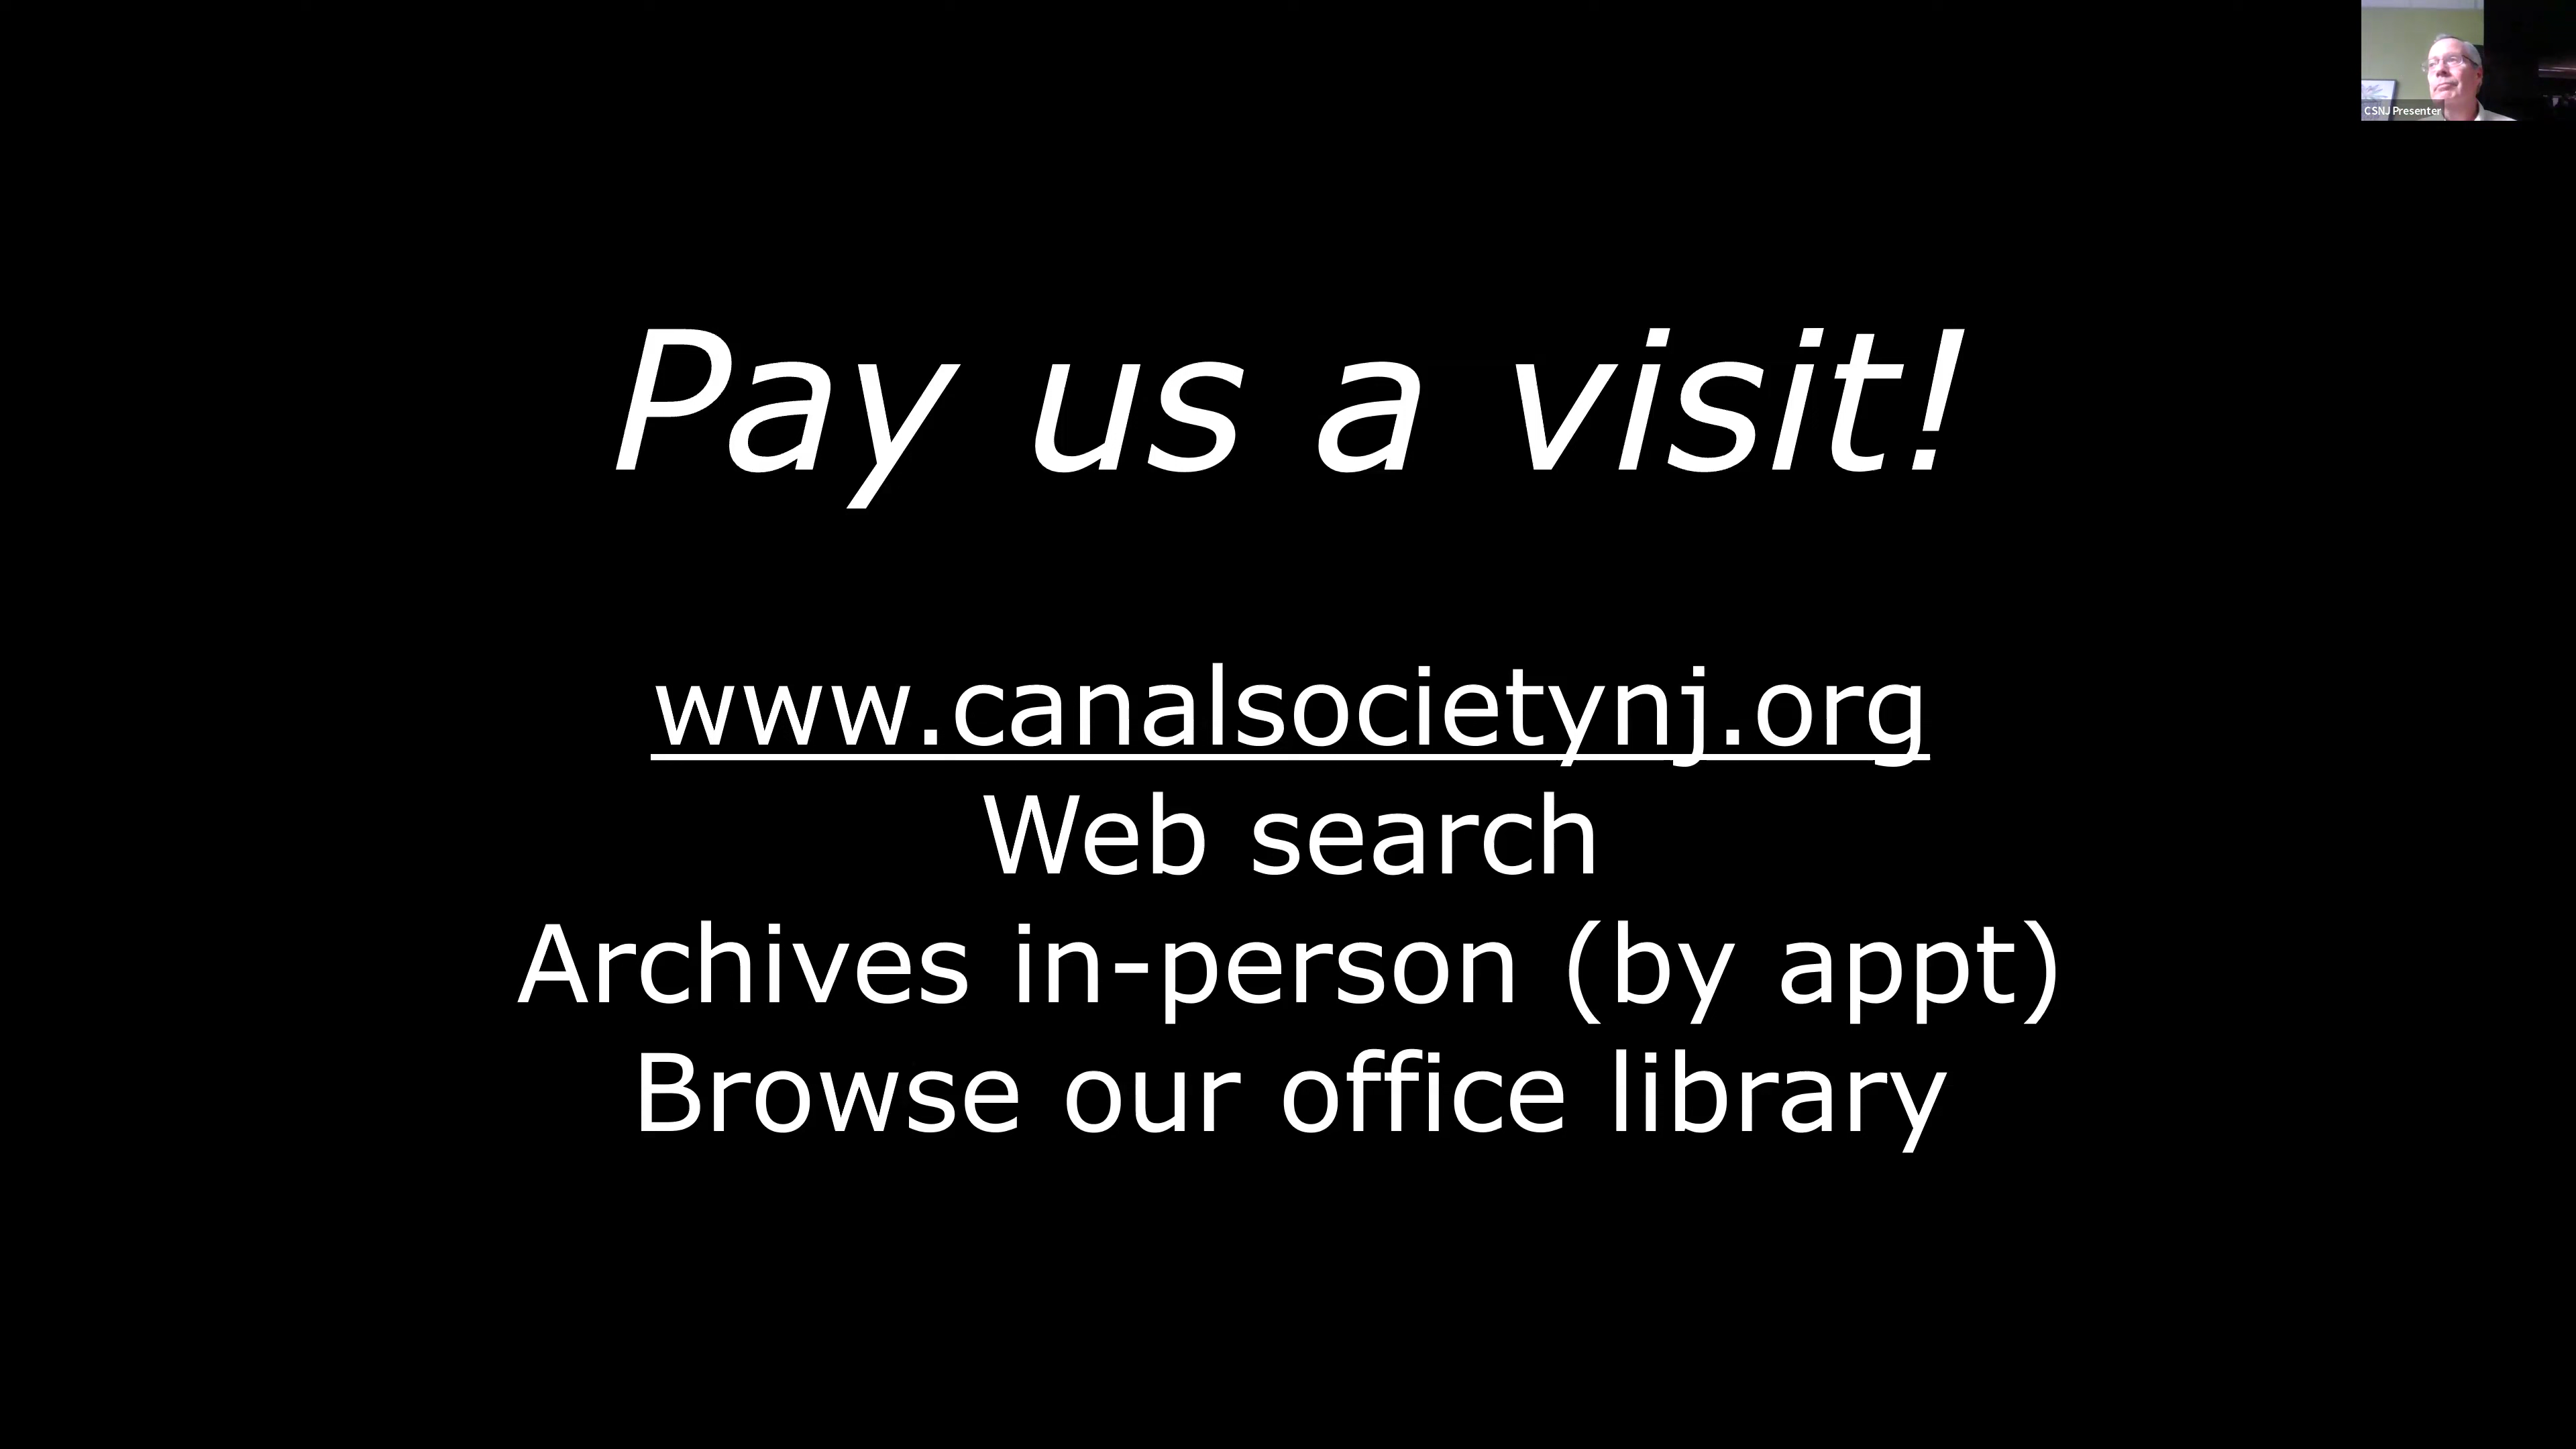 CSNJ Presenter
Pay us a visit!
www.canalsocietynj.org
Web search
Archives in-person (by appt)
Browse our office library